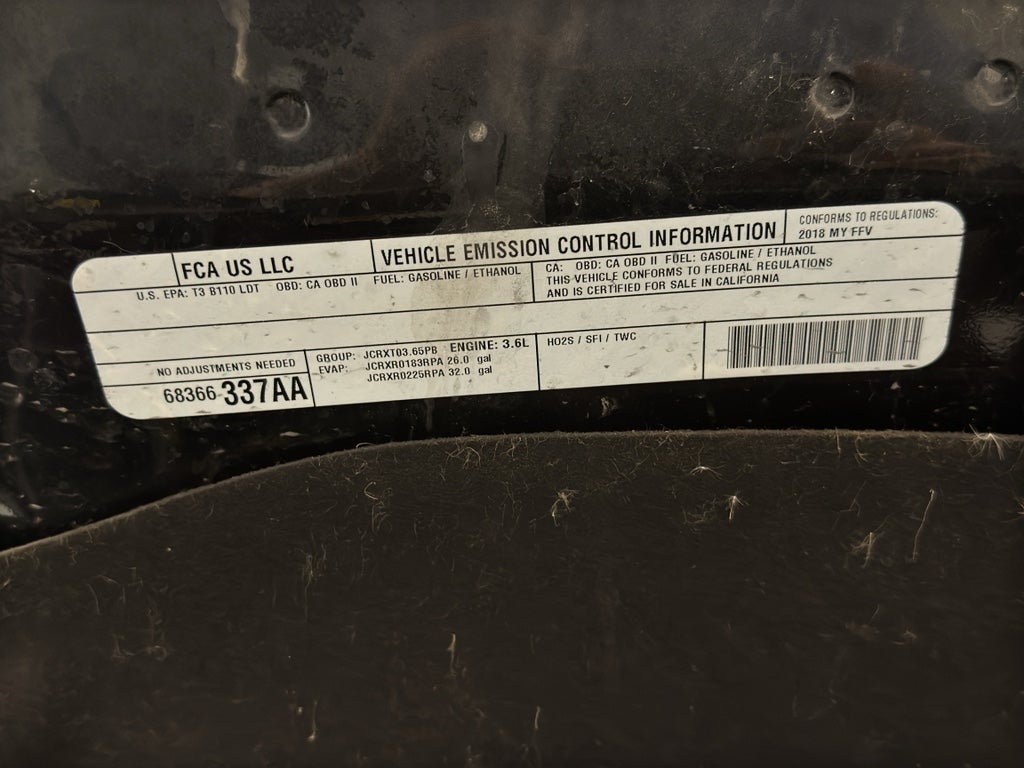 FCA US LLC
VEHICLE EMISSION CONTROL INFORMATION
CONFORMS TO REGULATIONS:
2018 MY FFV
U.S. EPA: T3 B110 LDT OBD: CA OBD II FUEL: GASOLINE / ETHANOL
CA: OBD: CA OBD II FUEL: GASOLINE / ETHANOL
THIS VEHICLE CONFORMS TO FEDERAL REGULATIONS
AND IS CERTIFIED FOR SALE IN CALIFORNIA
NO ADJUSTMENTS NEEDED
68366-337AA
GROUP: JCRXT03.65PB ENGINE: 3.6L
EVAP: JCRXR0183RPA 26.0 gal
JCRXR0225RPA 32.0 gal
HO2S / SFI / TWC